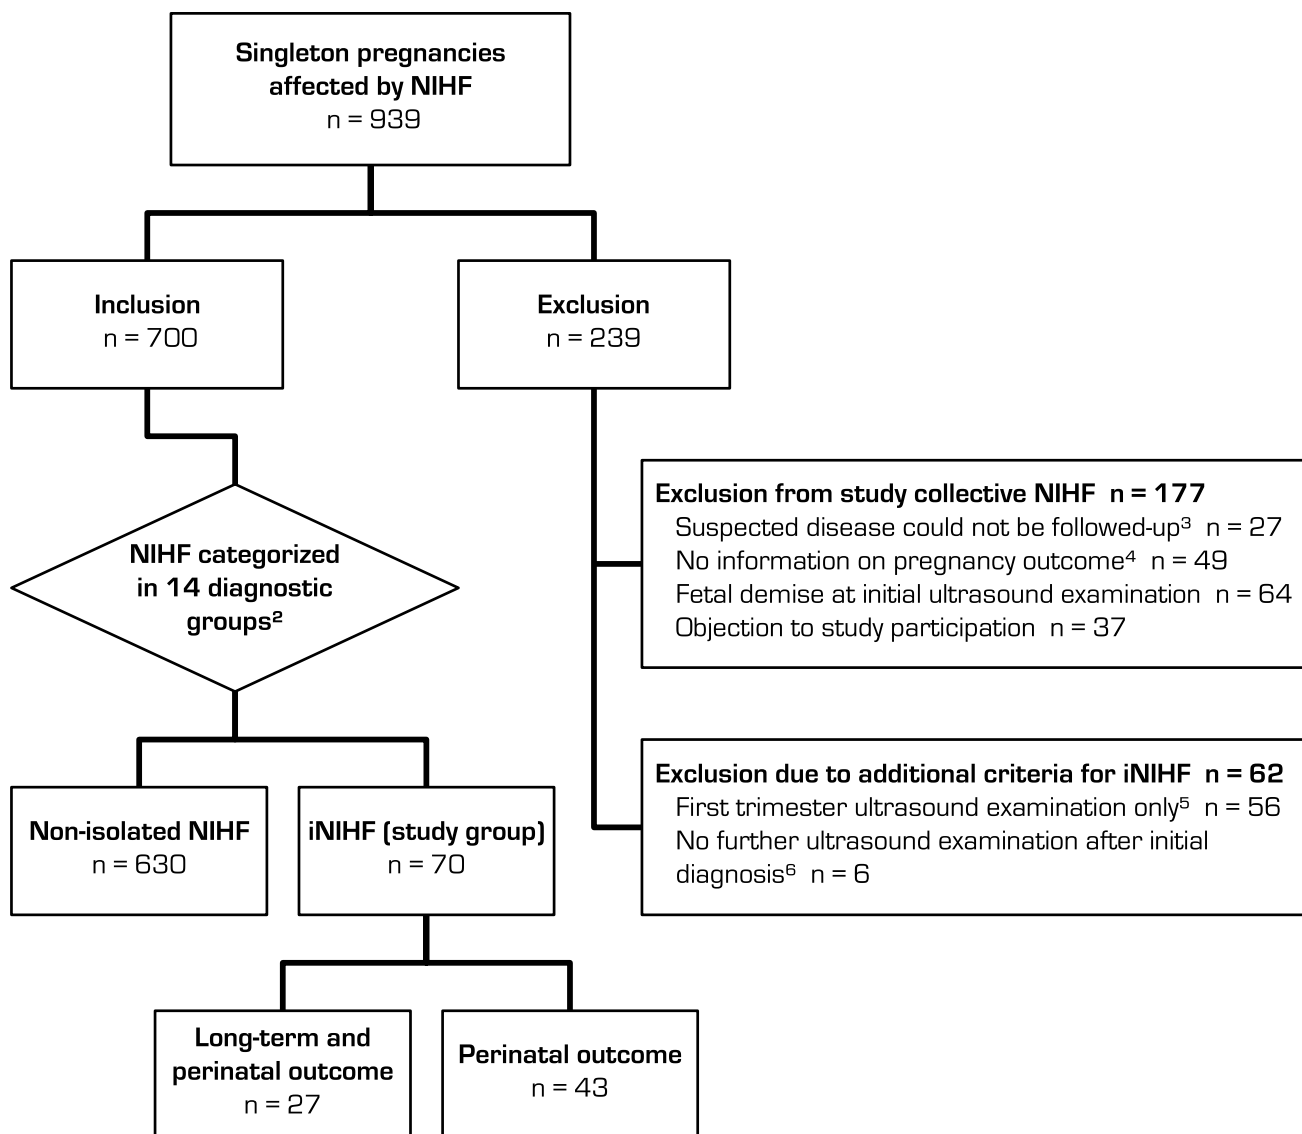 Singleton pregnancies
affected by NIHF
n = 939
Inclusion
n = 700
Exclusion
n = 239
Exclusion from study collective NIHF n = 177
Suspected disease could not be followed-up³ n = 27
No information on pregnancy outcome⁴ n = 49
Fetal demise at initial ultrasound examination n = 64
Objection to study participation n = 37
NIHF categorized
in 14 diagnostic
groups²
Exclusion due to additional criteria for iNIHF n = 62
First trimester ultrasound examination only⁵ n = 56
No further ultrasound examination after initial
diagnosis⁶ n = 6
Non-isolated NIHF
n = 630
iNIHF (study group)
n = 70
Long-term and
perinatal outcome
n = 27
Perinatal outcome
n = 43